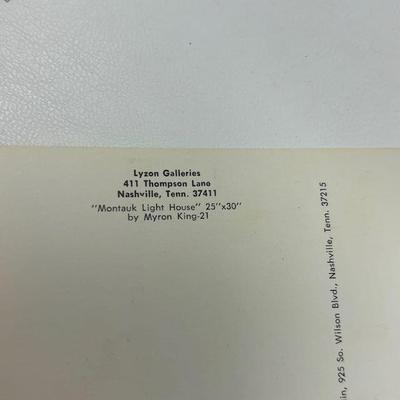 Lyzon Galleries
411 Thompson Lane
Nashville, Tenn. 37411
"Montauk Light House" 25"x30"
by Myron King-21
925 So. Wilson Blvd., Nashville, Tenn. 37215